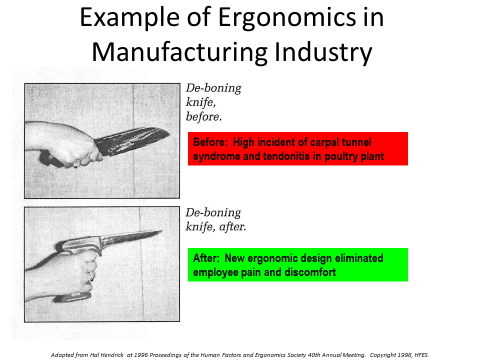 Example of Ergonomics in
Manufacturing Industry
De-boning
knife,
before.
Before: High incident of carpal tunnel
syndrome and tendonitis in poultry plant
De-boning
knife, after.
After: New ergonomic design eliminated
employee pain and discomfort
Adopted from Hal Hendrick at 1996 Proceedings of the Human Factors and Ergonomics Society 40th Annual Meeting. Copyright 1996, HFES.